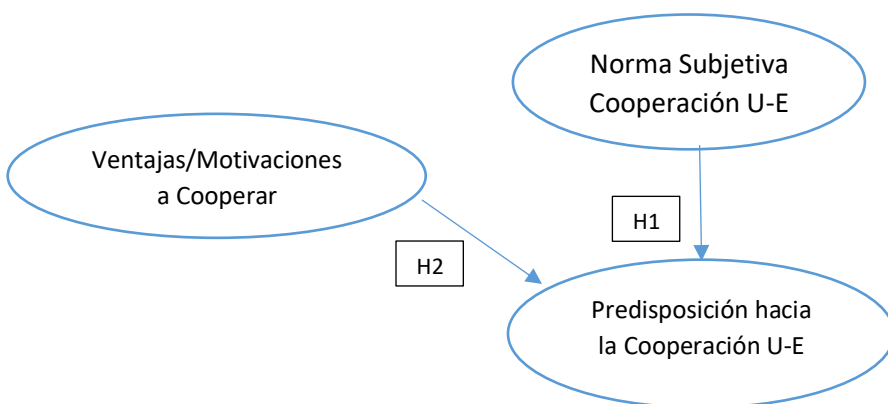 Norma Subjetiva
Cooperación U-E
Ventajas/Motivaciones
a Cooperar
H1
H2
Predisposición hacia
la Cooperación U-E